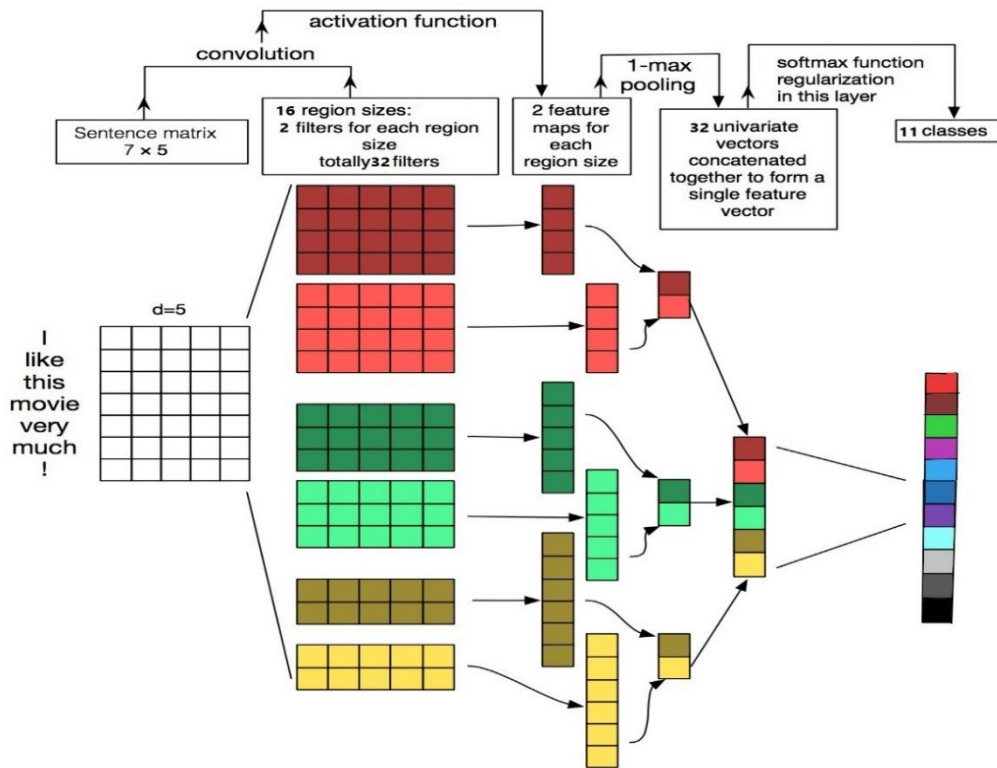 activation function
convolution
1-max
pooling
softmax function
regularization
in this layer
Sentence matrix
7 × 5
16 region sizes:
2 filters for each region
size
totally32 filters
2 feature
maps for
each
region size
32 univariate
vectors
concatenated
together to form a
single feature
vector
11 classes
d=5
I
like
this
movie
very
much
!